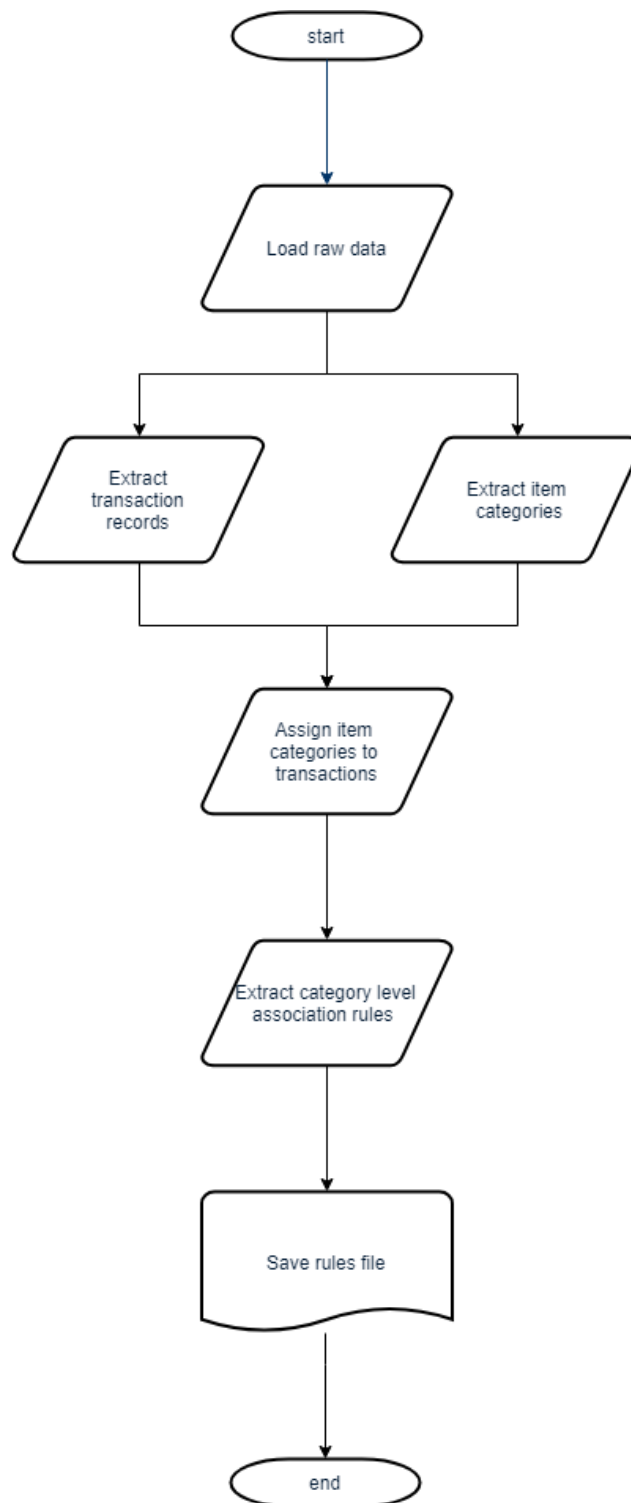 start
Load raw data
Extract
transaction
records
Extract item
categories
Assign item
categories to
transactions
Extract category level
association rules
Save rules file
end